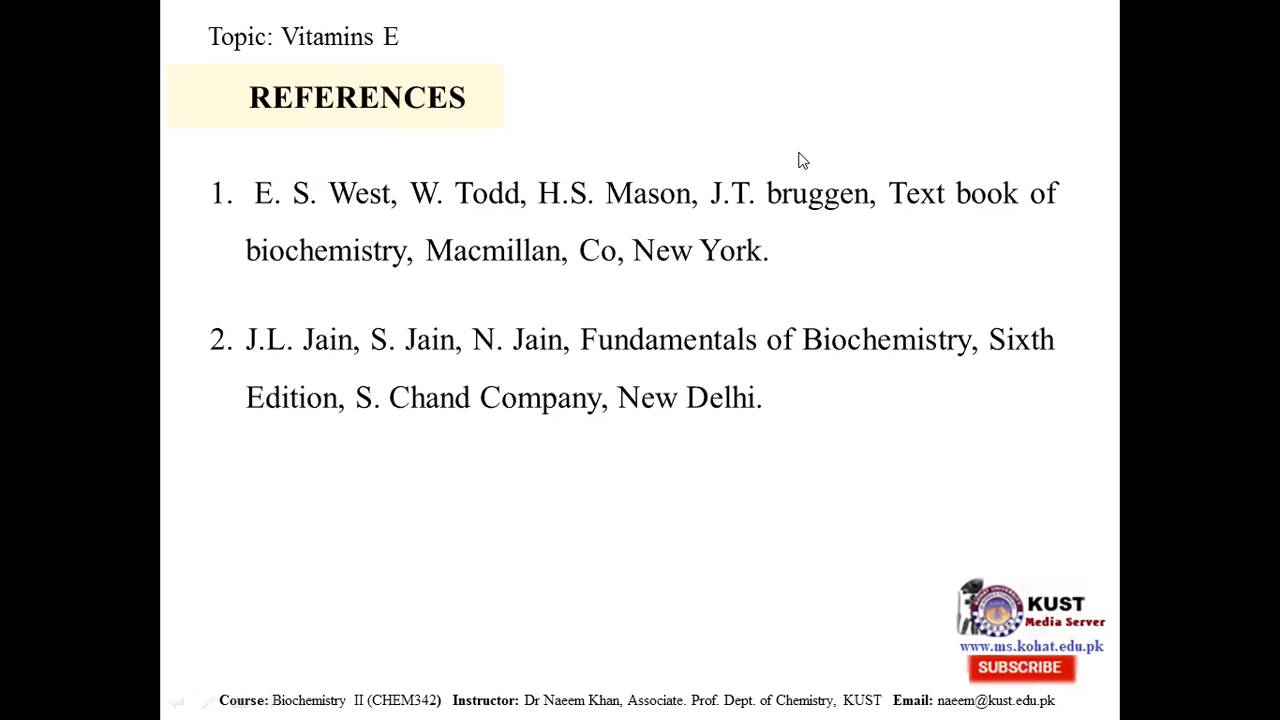 Topic: Vitamins E
REFERENCES
1. E. S. West, W. Todd, H.S. Mason, J.T. bruggen, Text book of
biochemistry, Macmillan, Co, New York.
2. J.L. Jain, S. Jain, N. Jain, Fundamentals of Biochemistry, Sixth
Edition, S. Chand Company, New Delhi.
KUST
Media Server
www.ms.kohat.edu.pk
SUBSCRIBE
Course: Biochemistry II (CHEM342) Instructor: Dr Naeem Khan, Associate. Prof. Dept. of Chemistry, KUST Email: naeem@kust.edu.pk